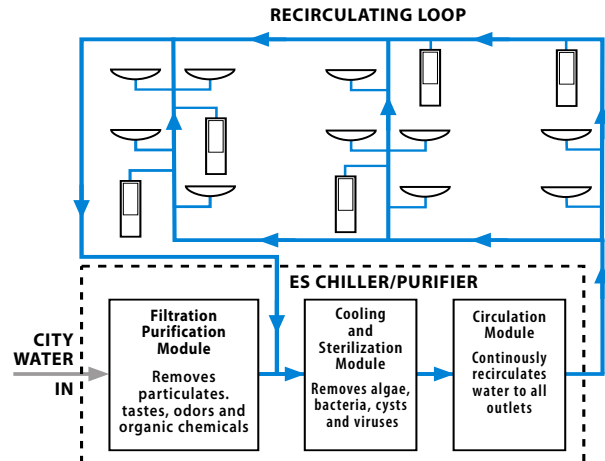 RECIRCULATING LOOP
ES CHILLER/PURIFIER
CITY
WATER
IN
Filtration
Purification
Module
Removes
particulates.
tastes, odors and
organic chemicals
Cooling
and
Sterilization
Module
Removes algae,
bacteria, cysts
and viruses
Circulation
Module
Continously
recirculates
water to all
outlets